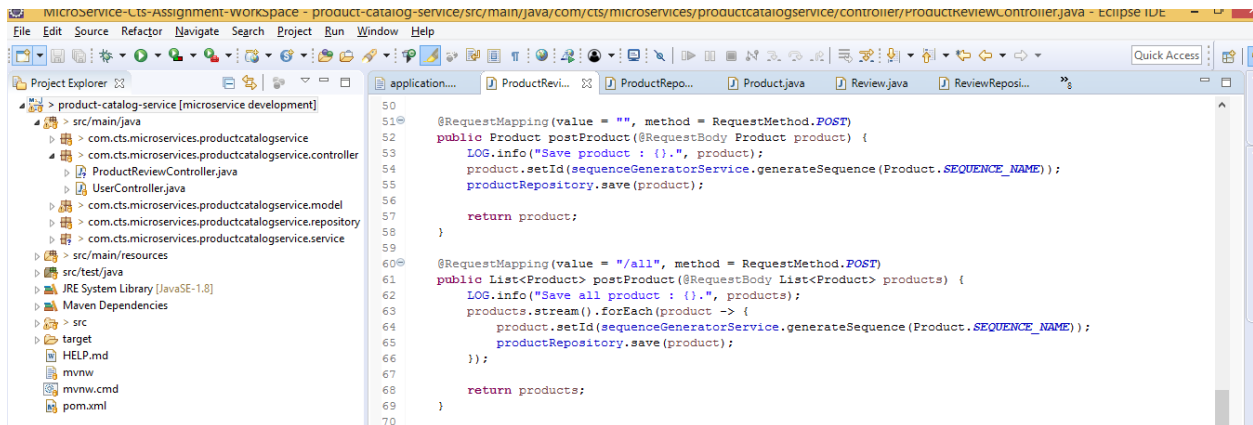 MicroService-Cts-Assignment-WorkSpace - product-catalog-service/src/main/java/com/cts/microservices/productcatalogservice/controller/ProductReviewController.java - Eclipse IDE
File Edit Source Refactor Navigate Search Project Run Window Help
Quick Access
Project Explorer
application....
ProductRevi...
ProductRepo...
Product.java
Review.java
ReviewReposi...
»8
> product-catalog-service [microservice development]
> src/main/java
> com.cts.microservices.productcatalogservice
> com.cts.microservices.productcatalogservice.controller
> ProductReviewController.java
> UserController.java
> com.cts.microservices.productcatalogservice.model
> com.cts.microservices.productcatalogservice.repository
> com.cts.microservices.productcatalogservice.service
> src/main/resources
src/test/java
JRE System Library [JavaSE-1.8]
Maven Dependencies
> src
target
HELP.md
mvnw
mvnw.cmd
pom.xml
50
51 @RequestMapping(value = "", method = RequestMethod.POST)
52 public Product postProduct(@RequestBody Product product) {
53 LOG.info("Save product : {}.", product);
54 product.setId(sequenceGeneratorService.generateSequence(Product.SEQUENCE_NAME));
55 productRepository.save(product);
56
57 return product;
58 }
59
60 @RequestMapping(value = "/all", method = RequestMethod.POST)
61 public List<Product> postProduct(@RequestBody List<Product> products) {
62 LOG.info("Save all product : {}.", products);
63 products.stream().forEach(product -> {
64 product.setId(sequenceGeneratorService.generateSequence(Product.SEQUENCE_NAME));
65 productRepository.save(product);
66 });
67
68 return products;
69 }
70